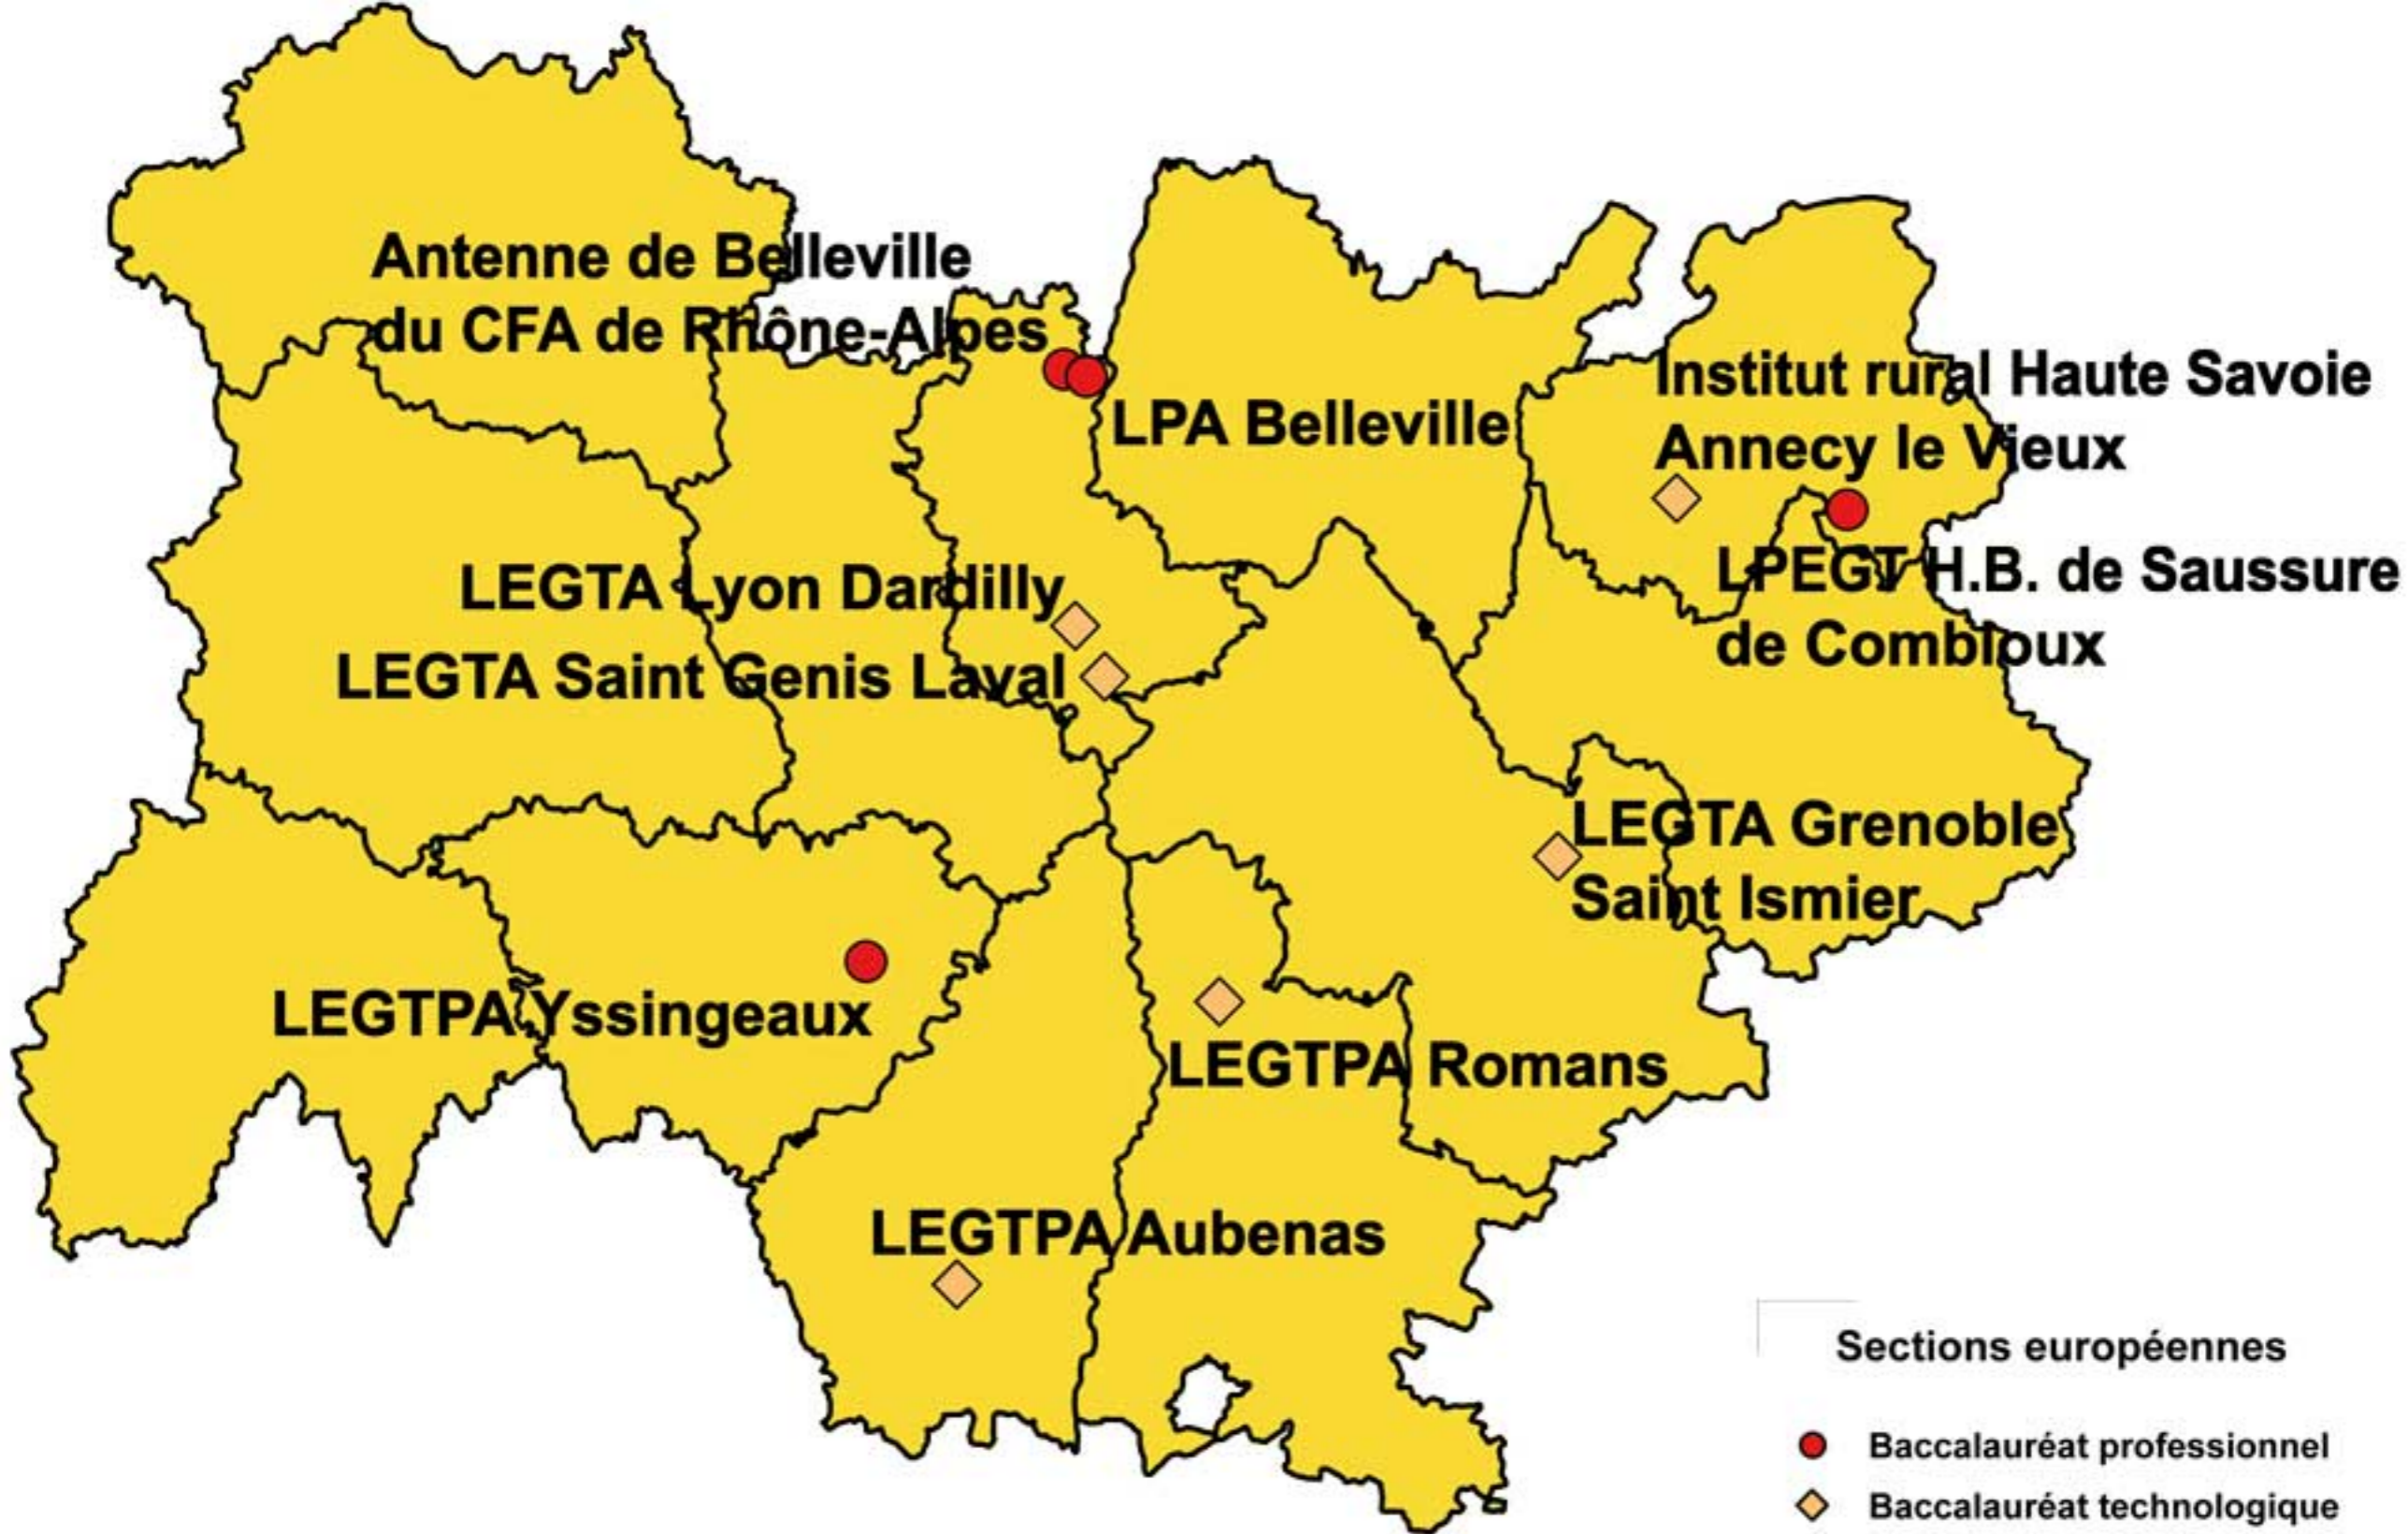 Antenne de Belleville
du CFA de Rhône-Alpes
LPA Belleville
Institut rural Haute Savoie
Annecy le Vieux
LPEGT H.B. de Saussure
de Combloux
LEGTA Lyon Dardilly
LEGTA Saint Genis Laval
LEGTA Grenoble
Saint Ismier
LEGTPA Yssingeaux
LEGTPA Romans
LEGTPA Aubenas
Sections européennes
Baccalauréat professionnel
Baccalauréat technologique